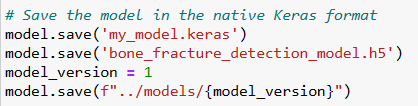 # Save the model in the native Keras format
model.save('my_model.keras')
model.save('bone_fracture_detection_model.h5')
model_version = 1
model.save(f"../models/{model_version}")